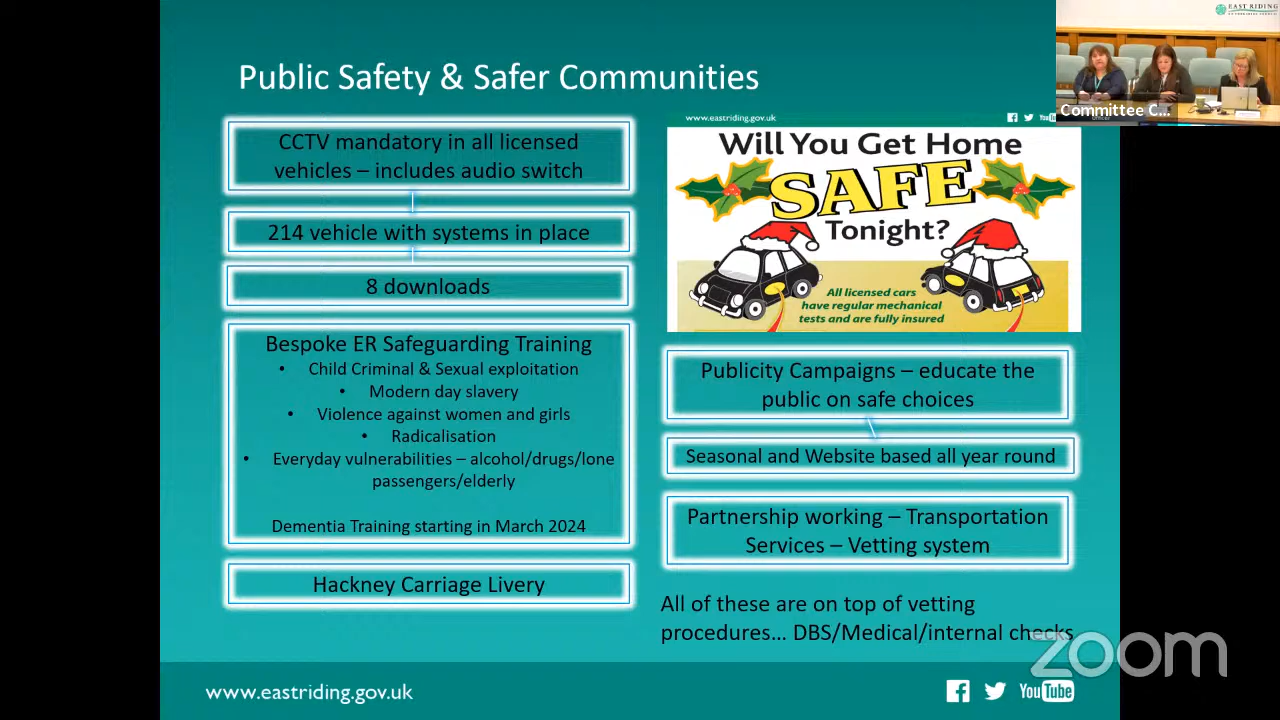 Public Safety & Safer Communities
CCTV mandatory in all licensed
vehicles – includes audio switch
214 vehicle with systems in place
8 downloads
Bespoke ER Safeguarding Training
• Child Criminal & Sexual exploitation
• Modern day slavery
• Violence against women and girls
• Radicalisation
• Everyday vulnerabilities – alcohol/drugs/lone
passengers/elderly
Dementia Training starting in March 2024
Hackney Carriage Livery
EAST RIDING
Committee C...
www.eastriding.gov.uk
Will You Get Home
SAFE
Tonight?
All licensed cars
have regular mechanical
tests and are fully insured
Publicity Campaigns – educate the
public on safe choices
Seasonal and Website based all year round
Partnership working – Transportation
Services – Vetting system
All of these are on top of vetting
procedures... DBS/Medical/internal checks
zoom
www.eastriding.gov.uk
YouTube